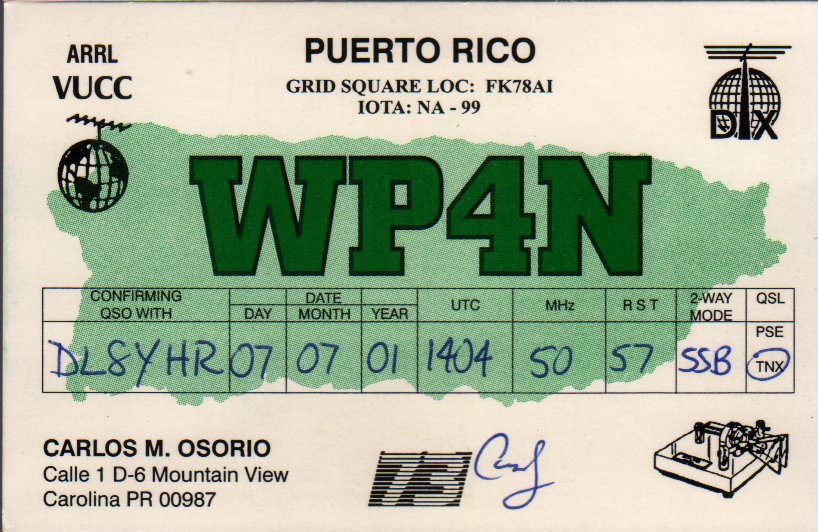 ARRL
VUCC
PUERTO RICO
GRID SQUARE LOC: FK78AI
IOTA: NA - 99
DX
WP4N
CONFIRMING QSO WITH DATE DAY MONTH YEAR UTC MHz R S T 2-WAY MODE QSL
PSE
DL8YHR 07 07 01 1404 50 57 SSB TNX
CARLOS M. OSORIO
Calle 1 D-6 Mountain View
Carolina PR 00987
73